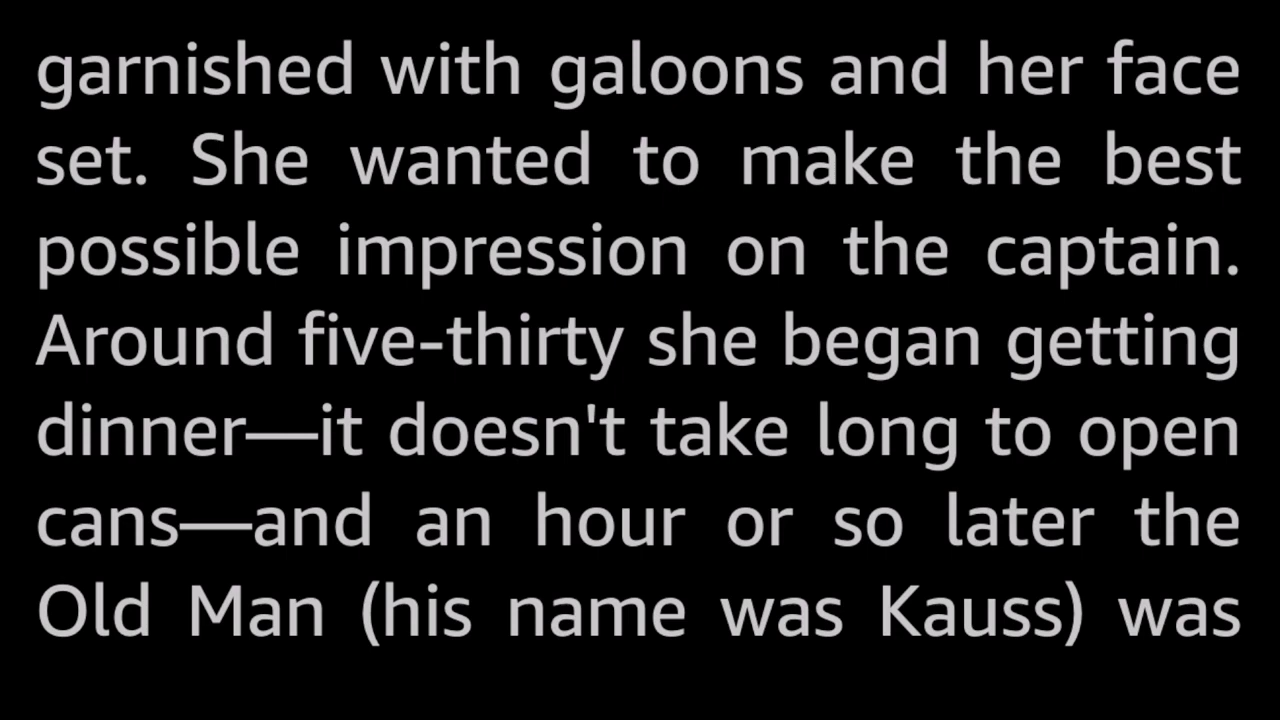 garnished with galoons and her face
set. She wanted to make the best
possible impression on the captain.
Around five-thirty she began getting
dinner—it doesn't take long to open
cans—and an hour or so later the
Old Man (his name was Kauss) was